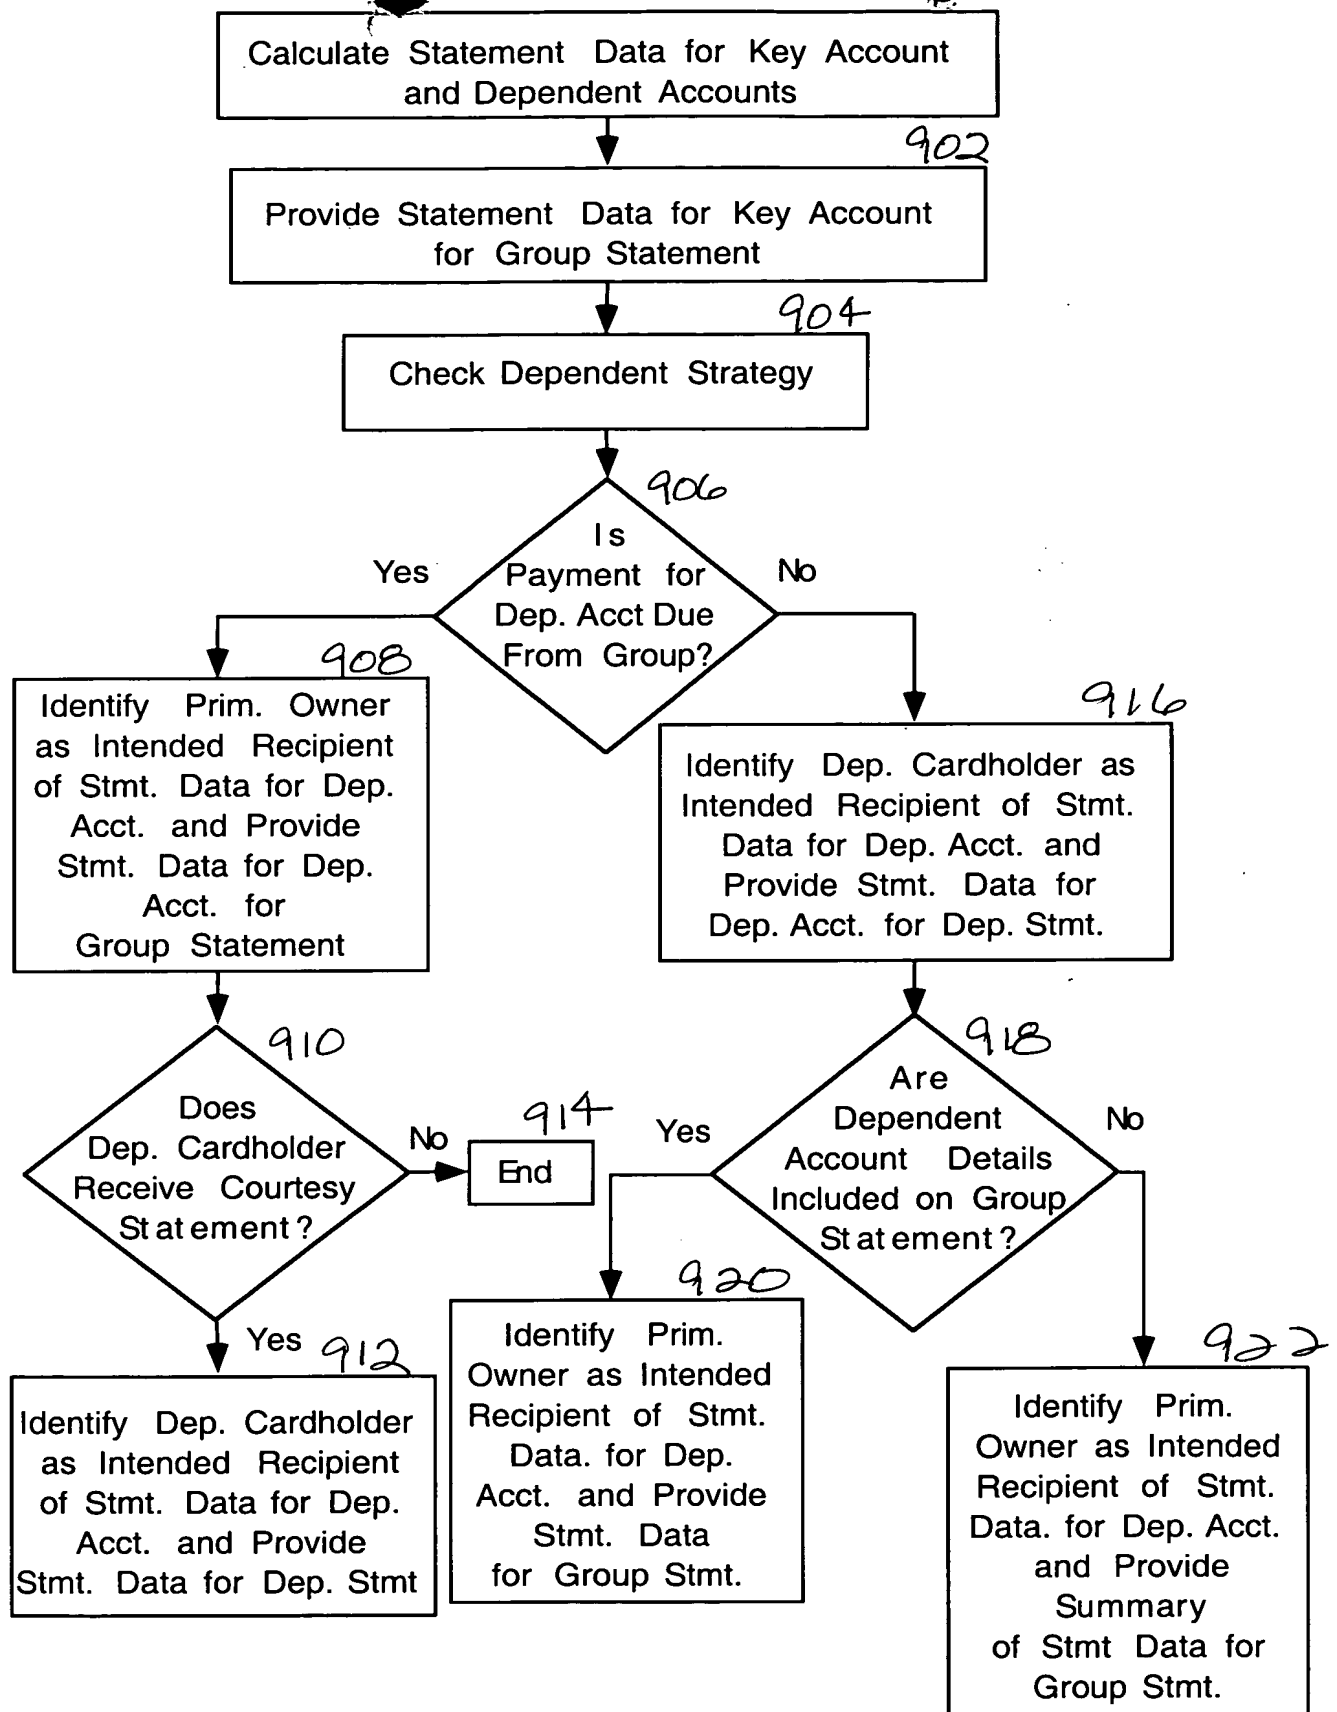 Calculate Statement Data for Key Account
and Dependent Accounts
902
Provide Statement Data for Key Account
for Group Statement
904
Check Dependent Strategy
906
Is
Payment for
Dep. Acct Due
From Group?
Yes
No
908
Identify Prim. Owner
as Intended Recipient
of Stmt. Data for Dep.
Acct. and Provide
Stmt. Data for Dep.
Acct. for
Group Statement
916
Identify Dep. Cardholder as
Intended Recipient of Stmt.
Data for Dep. Acct. and
Provide Stmt. Data for
Dep. Acct. for Dep. Stmt.
910
Does
Dep. Cardholder
Receive Courtesy
Statement?
No
914
End
918
Are
Dependent
Account Details
Included on Group
Statement?
Yes
No
Yes
912
Identify Dep. Cardholder
as Intended Recipient
of Stmt. Data for Dep.
Acct. and Provide
Stmt. Data for Dep. Stmt
920
Identify Prim.
Owner as Intended
Recipient of Stmt.
Data. for Dep.
Acct. and Provide
Stmt. Data
for Group Stmt.
922
Identify Prim.
Owner as Intended
Recipient of Stmt.
Data. for Dep. Acct.
and Provide
Summary
of Stmt Data for
Group Stmt.